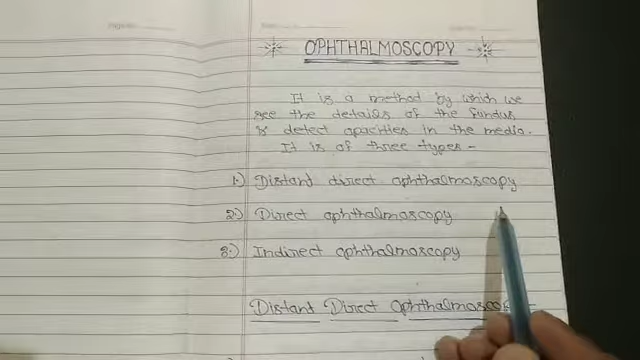 OPHTHALMOSCOPY
It is a method by which we
see the details of the fundus
& detect opacities in the media.
It is of three types -
1.) Distant direct ophthalmoscopy
2.) Direct ophthalmoscopy
3.) Indirect ophthalmoscopy
Distant Direct